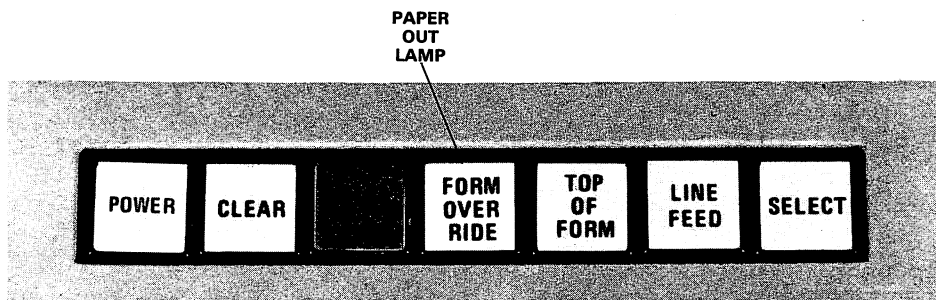 PAPER
OUT
LAMP
POWER
CLEAR
FORM
OVER
RIDE
TOP
OF
FORM
LINE
FEED
SELECT